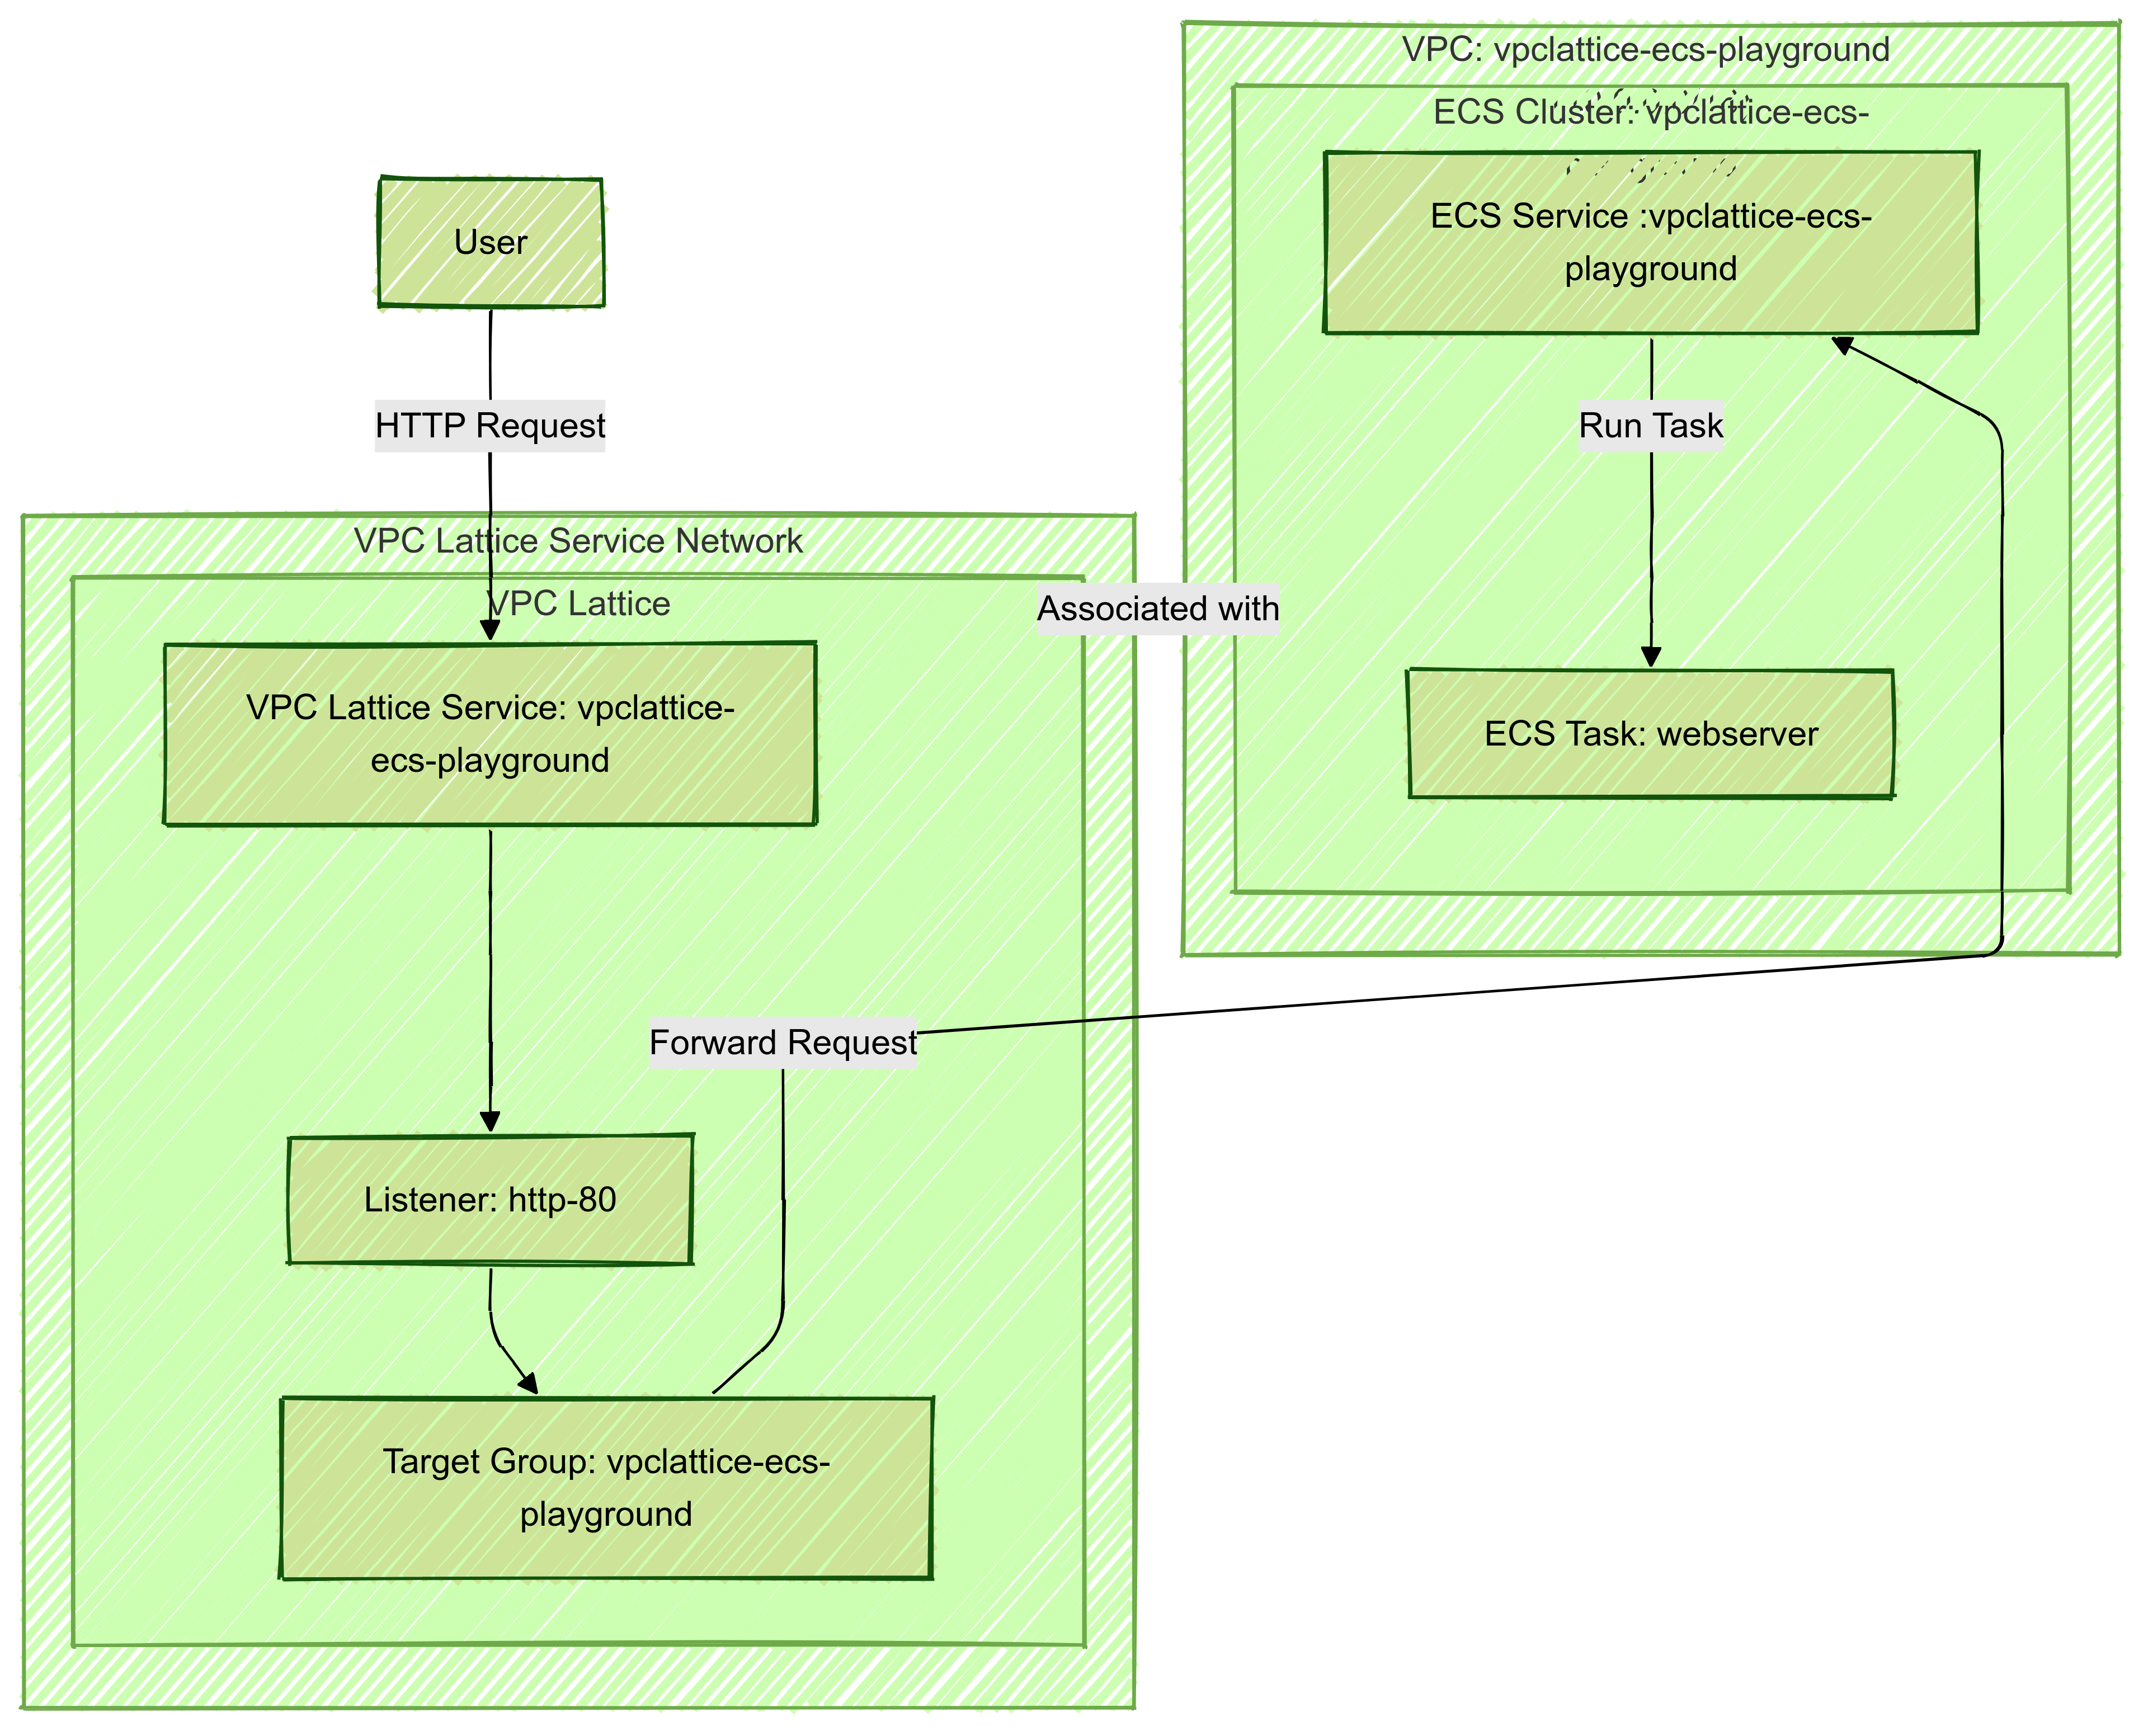 VPC: vpclattice-ecs-playground
ECS Cluster: vpclattice-ecs-
ECS Service :vpclattice-ecs-
playground
User
HTTP Request
Run Task
VPC Lattice Service Network
VPC Lattice
Associated with
VPC Lattice Service: vpclattice-
ecs-playground
ECS Task: webserver
Forward Request
Listener: http-80
Target Group: vpclattice-ecs-
playground